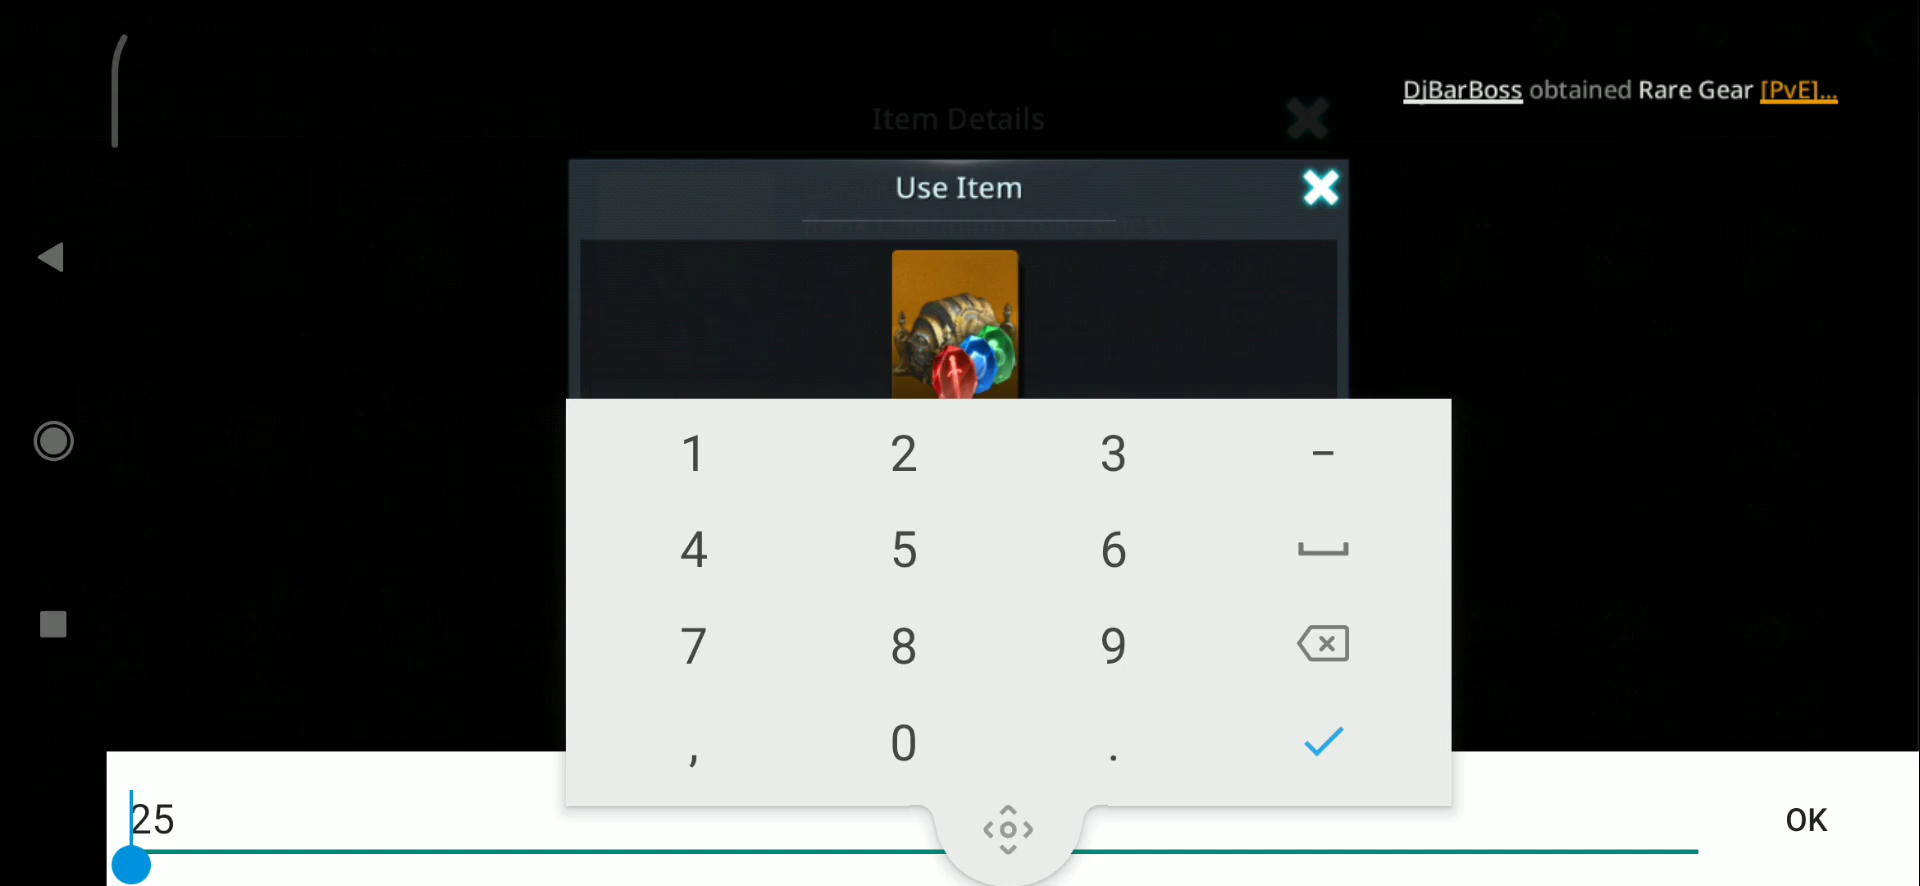 DjBarBoss obtained Rare Gear [PvE]...
Item Details
Use Item
1 2 3 –
4 5 6
7 8 9
, 0 .
25
OK